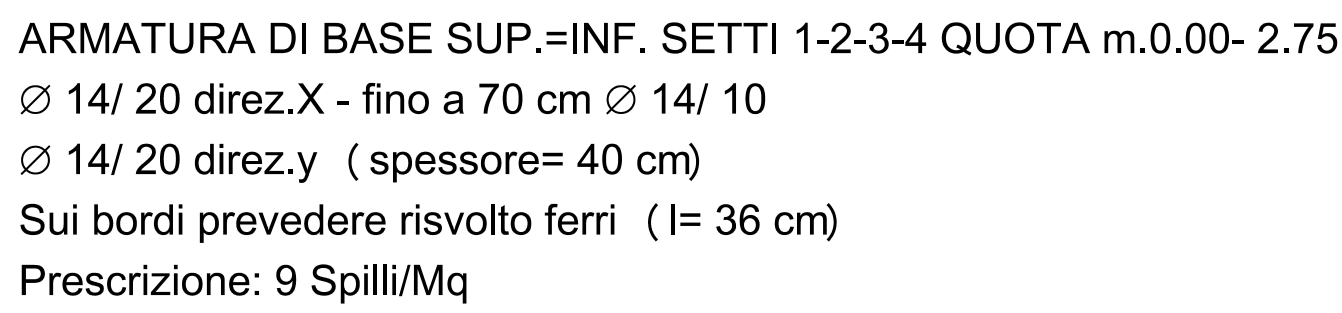 ARMATURA DI BASE SUP.=INF. SETTI 1-2-3-4 QUOTA m.0.00- 2.75
∅ 14/ 20 direz.X - fino a 70 cm ∅ 14/ 10
∅ 14/ 20 direz.y ( spessore= 40 cm)
Sui bordi prevedere risvolto ferri ( l= 36 cm)
Prescrizione: 9 Spilli/Mq